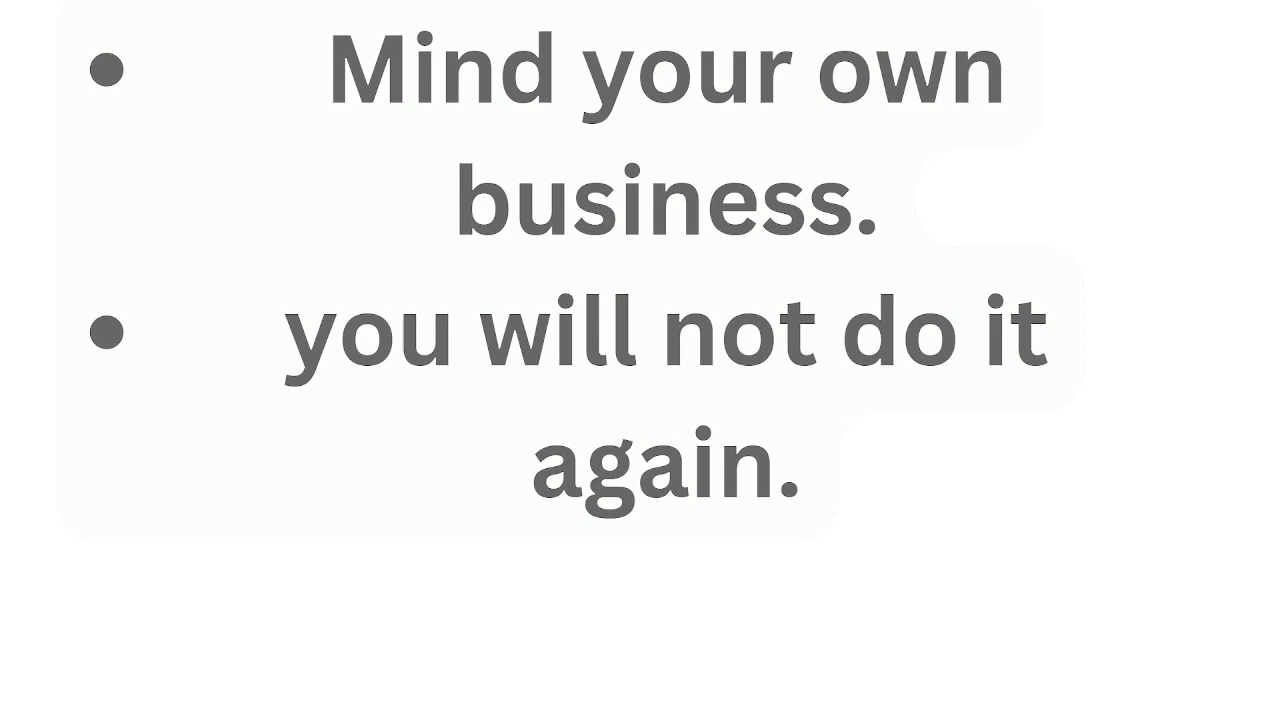 • Mind your own
business.
• you will not do it
again.